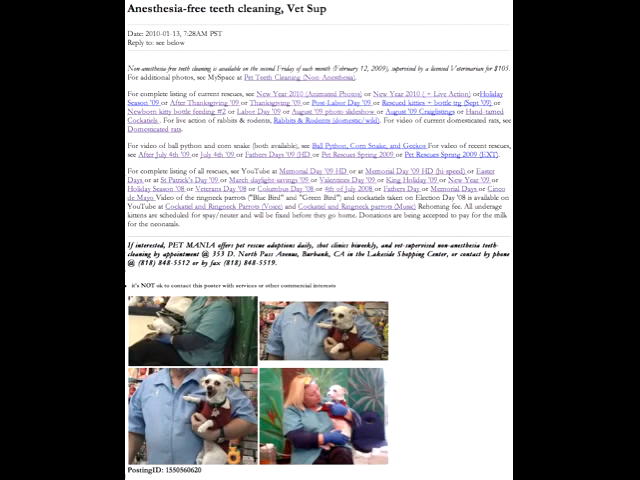 Anesthesia-free teeth cleaning, Vet Sup
Date: 2010-01-13, 7:28AM PST
Reply to: see below
Non-anesthesia-free teeth cleaning is available on the second Friday of each month (February 12, 2009), supervised by a licensed Veterinarian for $105.
For additional photos, see MySpace at Pet Teeth Cleaning (Non-Anesthesia).
For complete listing of current rescues, see New Year 2010 (Animated Photos) or New Year 2010 ( + Live Action) orHoliday
Season '09 or After Thanksgiving '09 or Thanksgiving '09 or Post-Labor Day '09 or Rescued kitties + bottle trg (Sept '09) or
Newborn kitty bottle feeding #2 or Labor Day '09 or August '09 photo slideshow or August '09 Craigslistings or Hand-tamed
Cockatiels . For live action of rabbits & rodents, Rabbits & Rodents (domestic/wild). For video of current domesticated rats, see
Domesticated rats.
For video of ball python and corn snake (both available), see Ball Python, Corn Snake, and Geckos For video of recent rescues,
see After July 4th '09 or July 4th '09 or Fathers Day '09 (HD or Pet Rescues Spring 2009 or Pet Rescues Spring 2009 (EXT).
For complete listing of all rescues, see YouTube at Memorial Day '09 HD or at Memorial Day '09 HD (hi-speed) or Easter
Days or at St Patrick's Day '09 or March daylight-savings '09 or Valentines Day '09 or King Holiday '09 or New Year '09 or
Holiday Season '08 or Veterans Day '08 or Columbus Day '08 or 4th of July 2008 or Fathers Day or Memorial Days or Cinco
de Mayo Video of the ringneck parrots ("Blue Bird" and "Green Bird") and cockatiels taken on Election Day '08 is available on
YouTube at Cockatiel and Ringneck Parrots (Voice) and Cockatiel and Ringneck parrots (Music) Rehoming fee. All underage
kittens are scheduled for spay/neuter and will be fixed before they go home. Donations are being accepted to pay for the milk
for the neonatals.
If interested, PET MANIA offers pet rescue adoptions daily, shot clinics biweekly, and vet-supervised non-anesthesia teeth-
cleaning by appointment @ 353 D. North Pass Avenue, Burbank, CA in the Lakeside Shopping Center, or contact by phone
@ (818) 848-5512 or by fax (818) 848-5519.
it's NOT ok to contact this poster with services or other commercial interests
PostingID: 1550560620